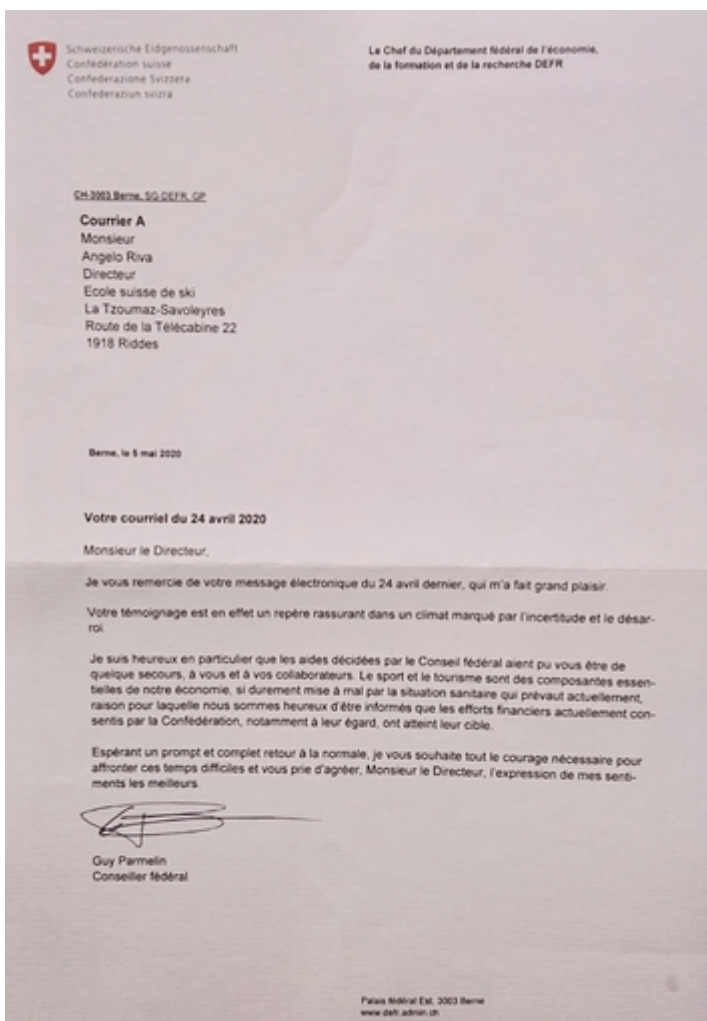 Schweizerische Eidgenossenschaft
Confédération suisse
Confederazione Svizzera
Confederaziun svizra
Le Chef du Département fédéral de l'économie,
de la formation et de la recherche DEFR
CH-3003 Berne, SG-DEFR, GP
Courrier A
Monsieur
Angelo Riva
Directeur
Ecole suisse de ski
La Tzoumaz-Savoleyres
Route de la Télécabine 22
1918 Riddes
Berne, le 5 mai 2020
Votre courriel du 24 avril 2020
Monsieur le Directeur,
Je vous remercie de votre message électronique du 24 avril dernier, qui m'a fait grand plaisir.
Votre témoignage est en effet un repère rassurant dans un climat marqué par l'incertitude et le désar-
roi.
Je suis heureux en particulier que les aides décidées par le Conseil fédéral aient pu vous être de
quelque secours, à vous et à vos collaborateurs. Le sport et le tourisme sont des composantes essen-
tielles de notre économie, si durement mise à mal par la situation sanitaire qui prévaut actuellement,
raison pour laquelle nous sommes heureux d'être informés que les efforts financiers actuellement con-
sentis par la Confédération, notamment à leur égard, ont atteint leur cible.
Espérant un prompt et complet retour à la normale, je vous souhaite tout le courage nécessaire pour
affronter ces temps difficiles et vous prie d'agréer, Monsieur le Directeur, l'expression de mes senti-
ments les meilleurs.
Guy Parmelin
Conseiller fédéral
Palais fédéral Est, 3003 Berne
www.defr.admin.ch